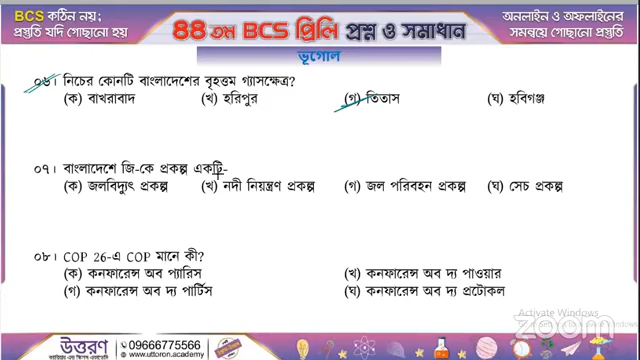 BCS কঠিন নয়;
প্রস্তুতি যদি গোছানো হয়
৪৪ তম BCS প্রিলি প্রশ্ন ও সমাধান
অনলাইন ও অফলাইনের
সমন্বয়ে গোছানো প্রস্তুতি
ভূগোল
০৬। নিচের কোনটি বাংলাদেশের বৃহত্তম গ্যাসক্ষেত্র?
(ক) বাখরাবাদ (খ) হরিপুর (গ) তিতাস (ঘ) হবিগঞ্জ
০৭। বাংলাদেশে জি-কে প্রকল্প একটি-
(ক) জলবিদ্যুৎ প্রকল্প (খ) নদী নিয়ন্ত্রণ প্রকল্প (গ) জল পরিবহন প্রকল্প (ঘ) সেচ প্রকল্প
০৮। COP 26-এ COP মানে কী?
(ক) কনফারেন্স অব প্যারিস (খ) কনফারেন্স অব দ্য পাওয়ার
(গ) কনফারেন্স অব দ্য পার্টিস (ঘ) কনফারেন্স অব দ্য প্রটোকল
Activate Windows
zoom
উত্তরণ
09666775566
www.uttoron.academy